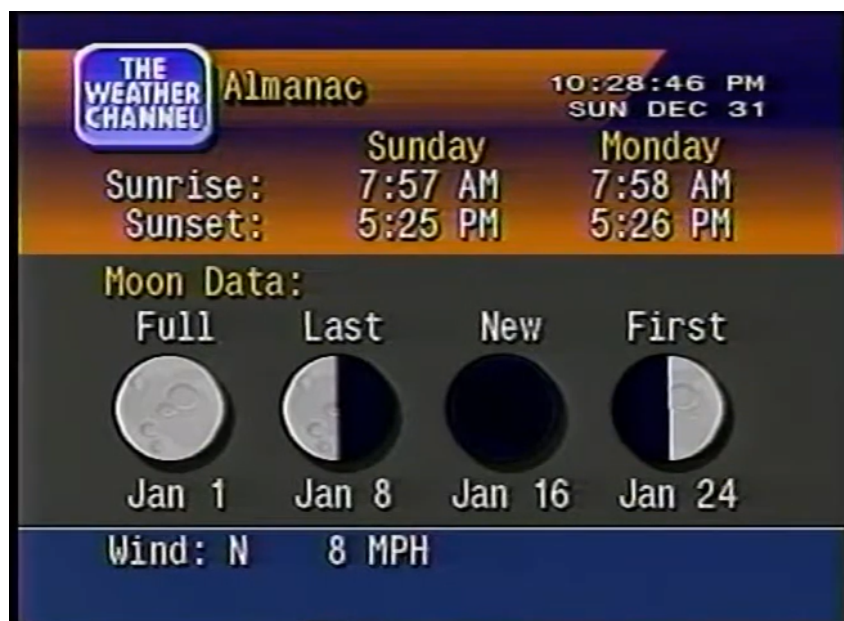 THE
WEATHER
CHANNEL
Almanac
10:28:46 PM
SUN DEC 31
Sunday Monday
Sunrise: 7:57 AM 7:58 AM
Sunset: 5:25 PM 5:26 PM
Moon Data:
Full Last New First
Jan 1 Jan 8 Jan 16 Jan 24
Wind: N 8 MPH